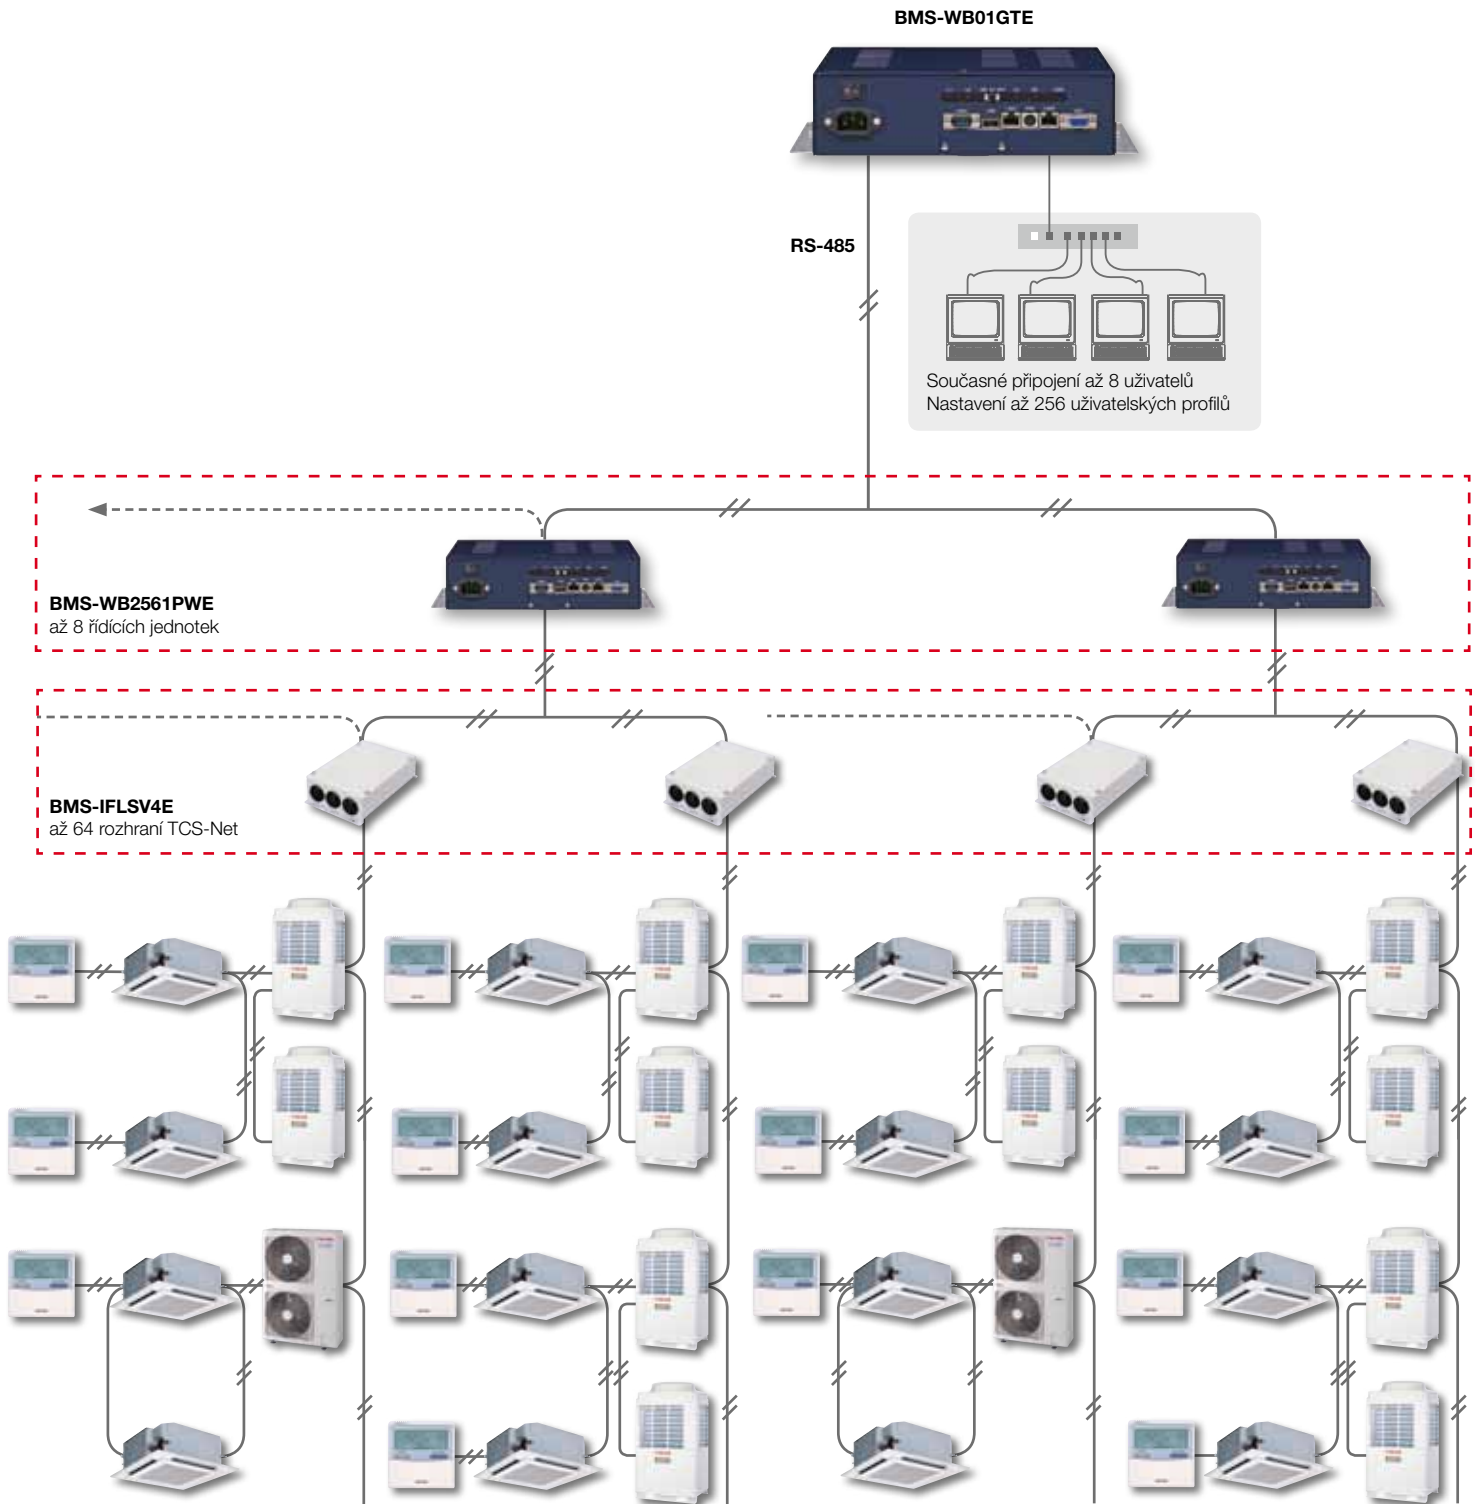 BMS-WB01GTE
RS-485
Současné připojení až 8 uživatelů
Nastavení až 256 uživatelských profilů
BMS-WB2561PWE
až 8 řídících jednotek
BMS-IFLSV4E
až 64 rozhraní TCS-Net